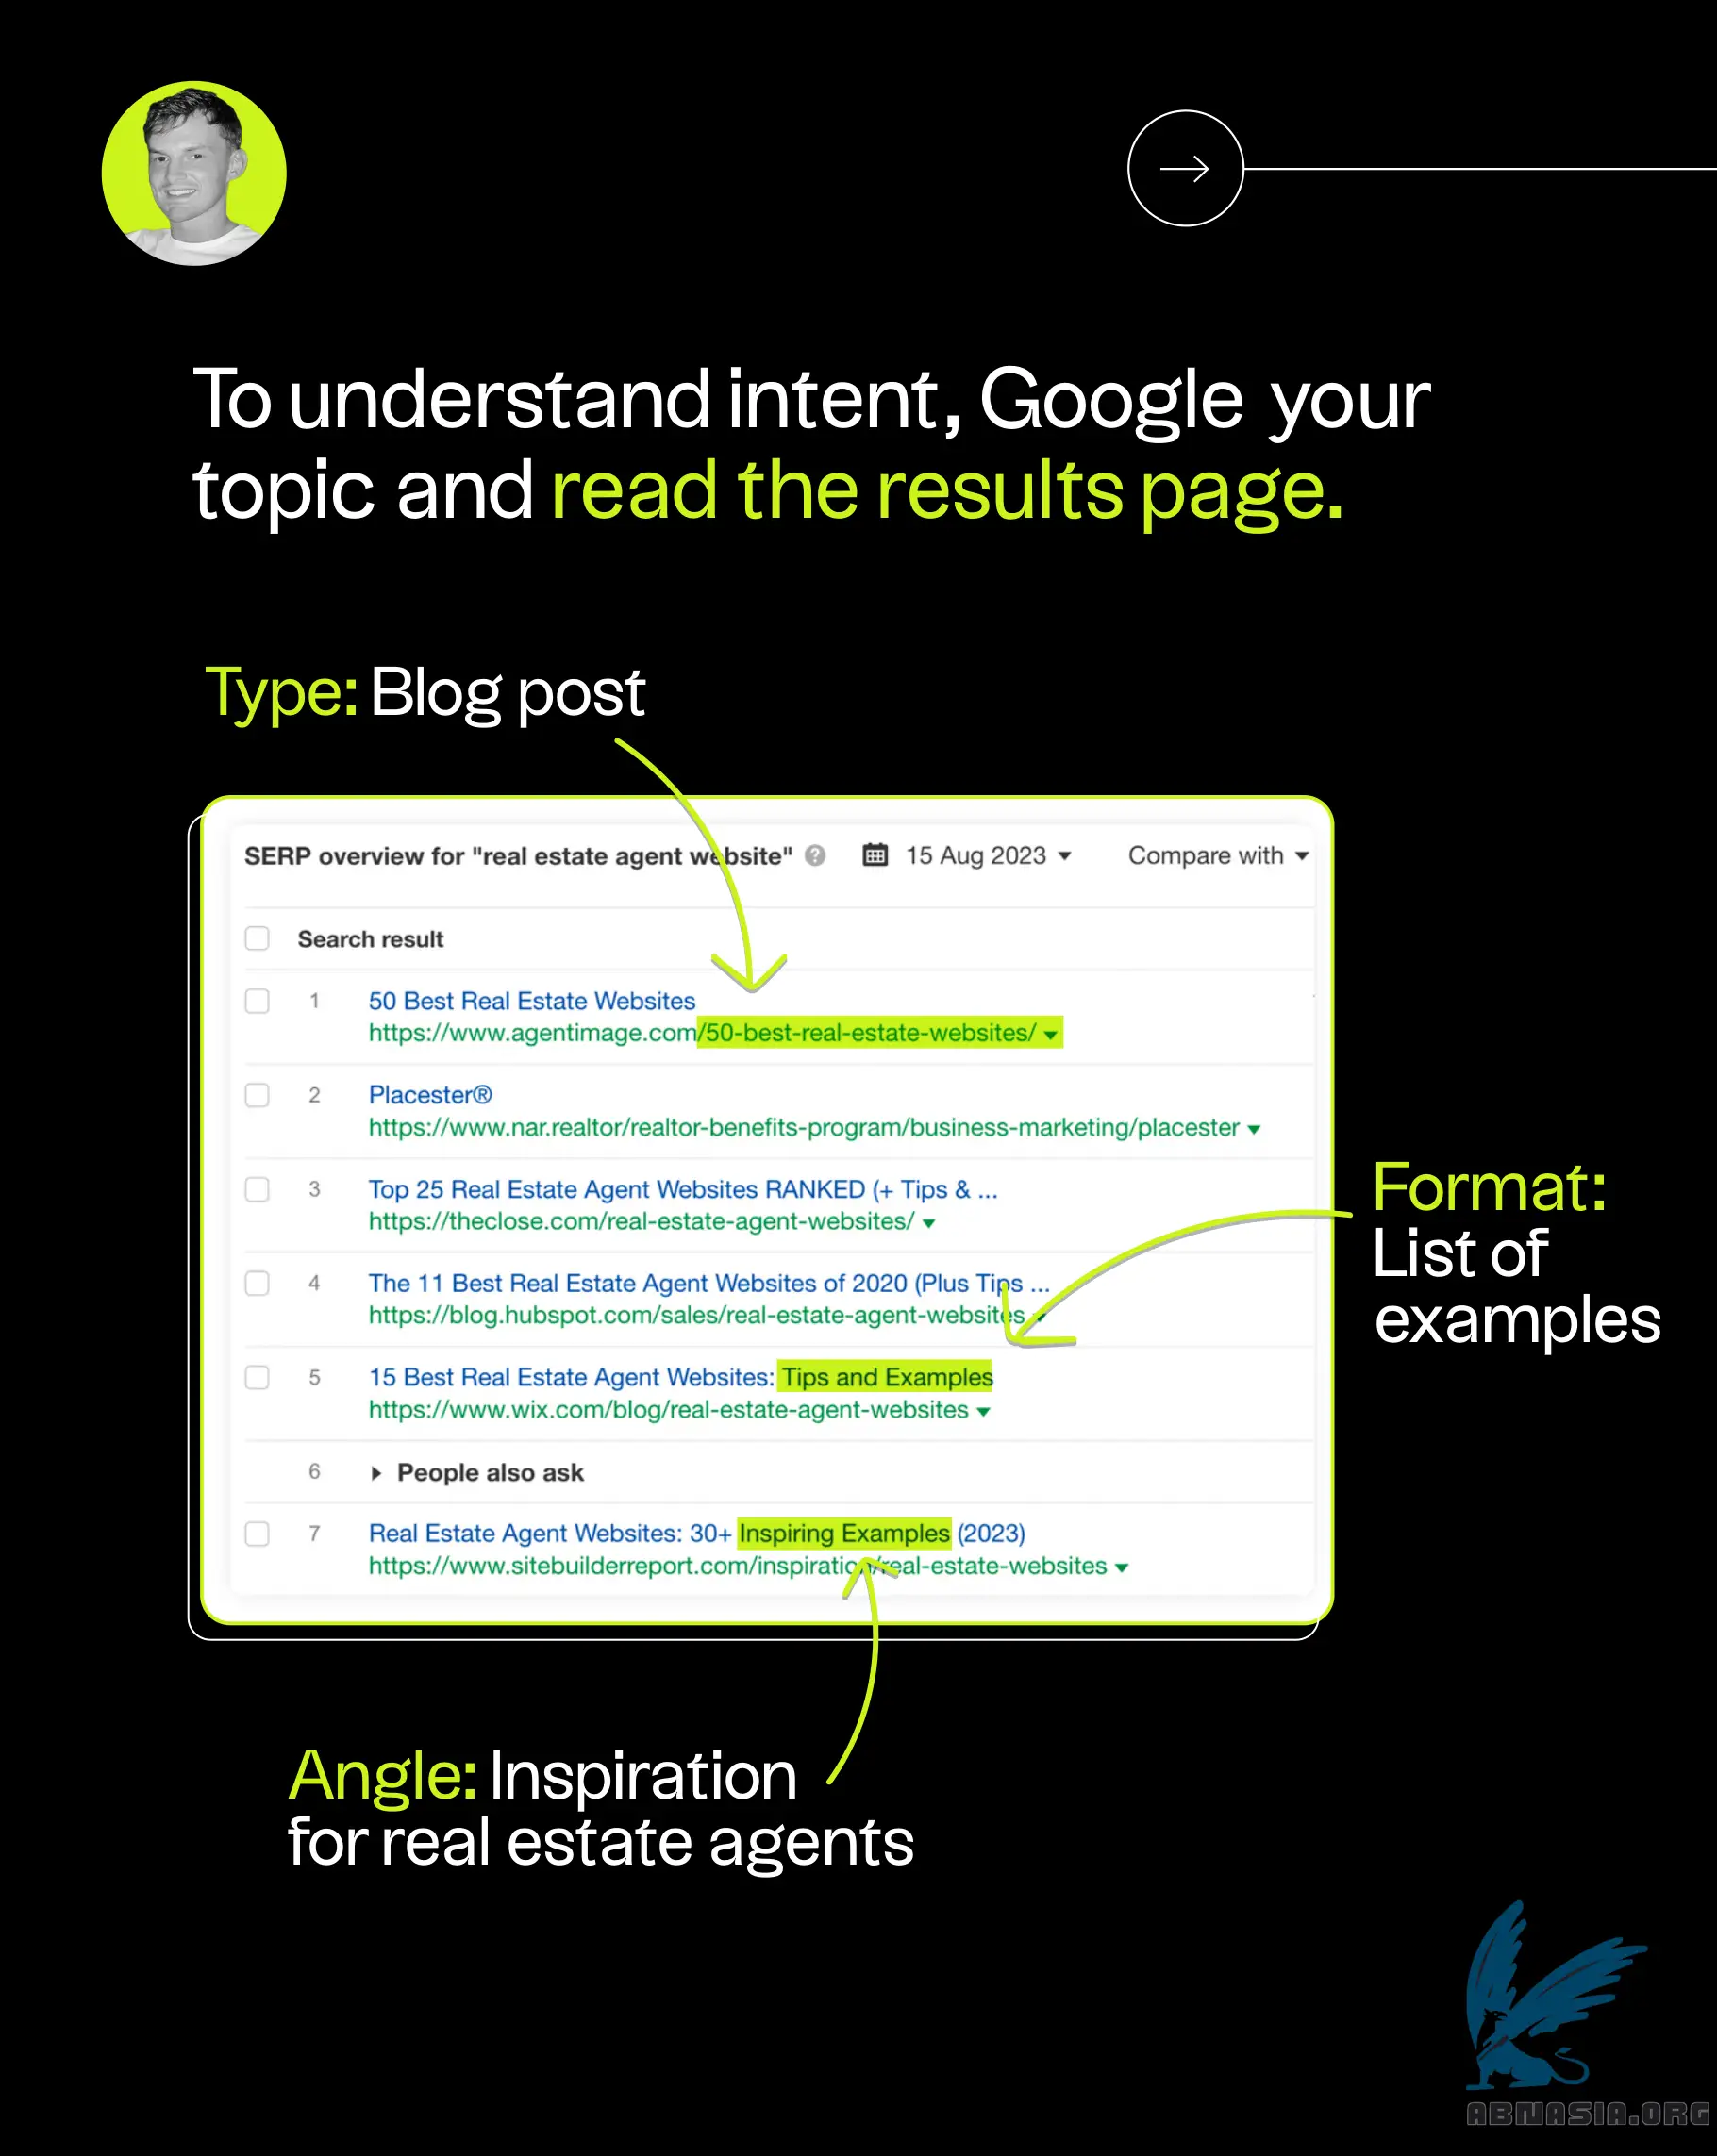 To understand intent, Google your
topic and read the results page.
Type: Blog post
SERP overview for "real estate agent website" ? 15 Aug 2023 Compare with
Search result
1 50 Best Real Estate Websites
https://www.agentimage.com/50-best-real-estate-websites/
2 Placester®
https://www.nar.realtor/realtor-benefits-program/business-marketing/placester
3 Top 25 Real Estate Agent Websites RANKED (+ Tips & ...
https://theclose.com/real-estate-agent-websites/
4 The 11 Best Real Estate Agent Websites of 2020 (Plus Tips ...
https://blog.hubspot.com/sales/real-estate-agent-websites
5 15 Best Real Estate Agent Websites: Tips and Examples
https://www.wix.com/blog/real-estate-agent-websites
6 People also ask
7 Real Estate Agent Websites: 30+ Inspiring Examples (2023)
https://www.sitebuilderreport.com/inspiration/real-estate-websites
Format:
List of
examples
Angle: Inspiration
for real estate agents
ABNASIA.ORG